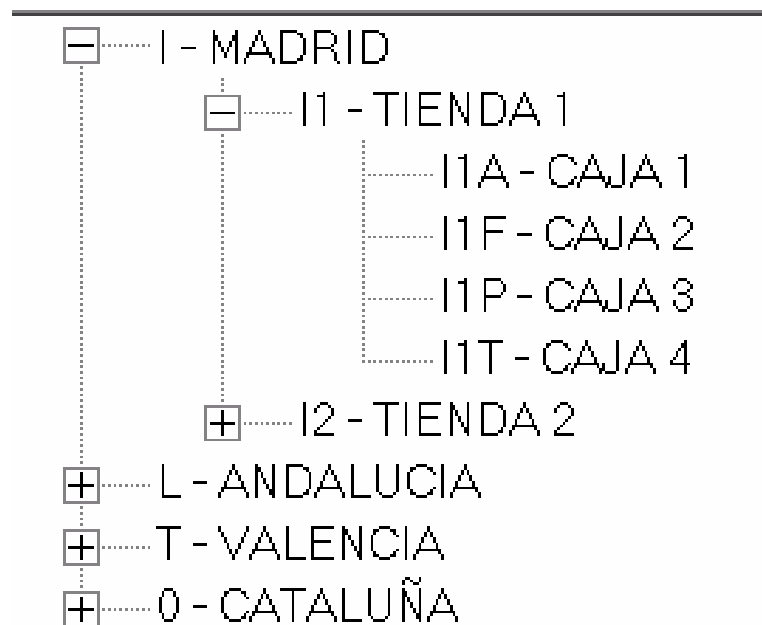 I - MADRID
I1 - TIENDA 1
I1A - CAJA 1
I1F - CAJA 2
I1P - CAJA 3
I1T - CAJA 4
I2 - TIENDA 2
L - ANDALUCIA
T - VALENCIA
0 - CATALUÑA